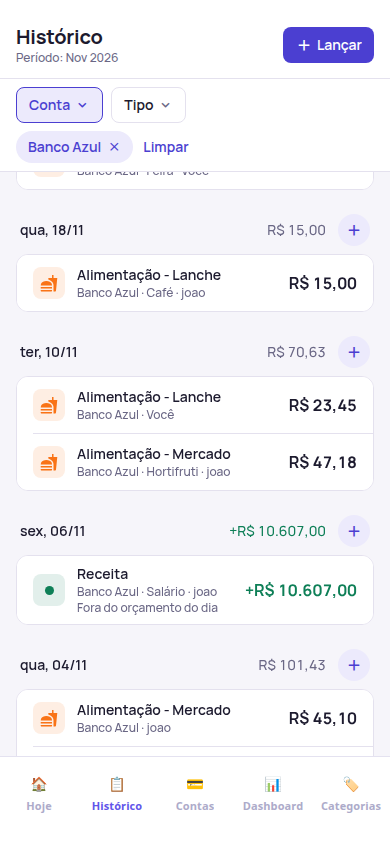 Histórico
Período: Nov 2026
+ Lançar
Conta
Tipo
Banco Azul ×
Limpar
Banco Azul · Feira · Você
qua, 18/11
R$ 15,00
+
Alimentação - Lanche
Banco Azul · Café · joao
R$ 15,00
ter, 10/11
R$ 70,63
+
Alimentação - Lanche
Banco Azul · Você
R$ 23,45
Alimentação - Mercado
Banco Azul · Hortifruti · joao
R$ 47,18
sex, 06/11
+R$ 10.607,00
+
Receita
Banco Azul · Salário · joao
Fora do orçamento do dia
+R$ 10.607,00
qua, 04/11
R$ 101,43
+
Alimentação - Mercado
Banco Azul · joao
R$ 45,10
Hoje
Histórico
Contas
Dashboard
Categorias